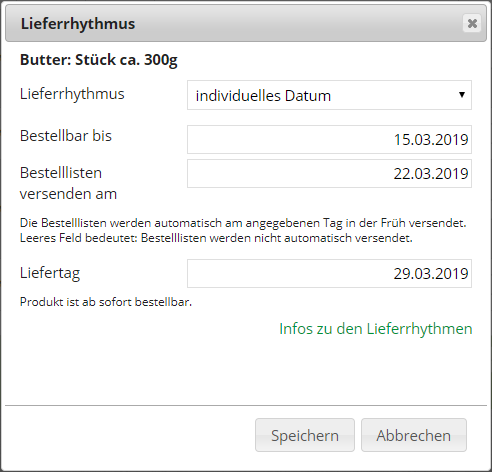 Lieferrhythmus
Butter: Stück ca. 300g
Lieferrhythmus
individuelles Datum
Bestellbar bis
15.03.2019
Bestelllisten
versenden am
22.03.2019
Die Bestelllisten werden automatisch am angegebenen Tag in der Früh versendet.
Leeres Feld bedeutet: Bestelllisten werden nicht automatisch versendet.
Liefertag
29.03.2019
Produkt ist ab sofort bestellbar.
Infos zu den Lieferrhythmen
Speichern
Abbrechen